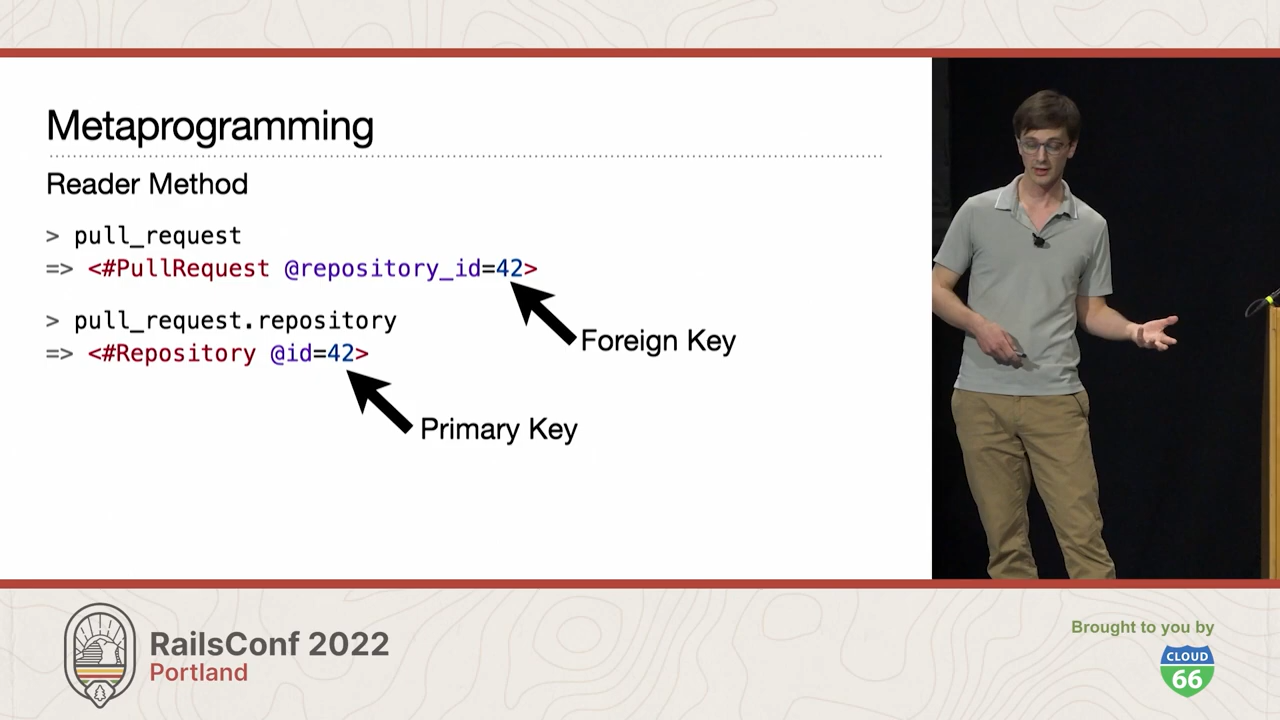 Metaprogramming
Reader Method
> pull_request
=> <#PullRequest @repository_id=42>
Foreign Key
> pull_request.repository
=> <#Repository @id=42>
Primary Key
RailsConf 2022
Portland
Brought to you by
CLOUD
66